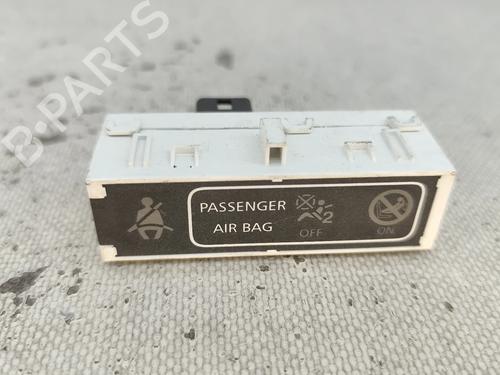 B-PARTS
PASSENGER
AIR BAG
2
OFF
ON